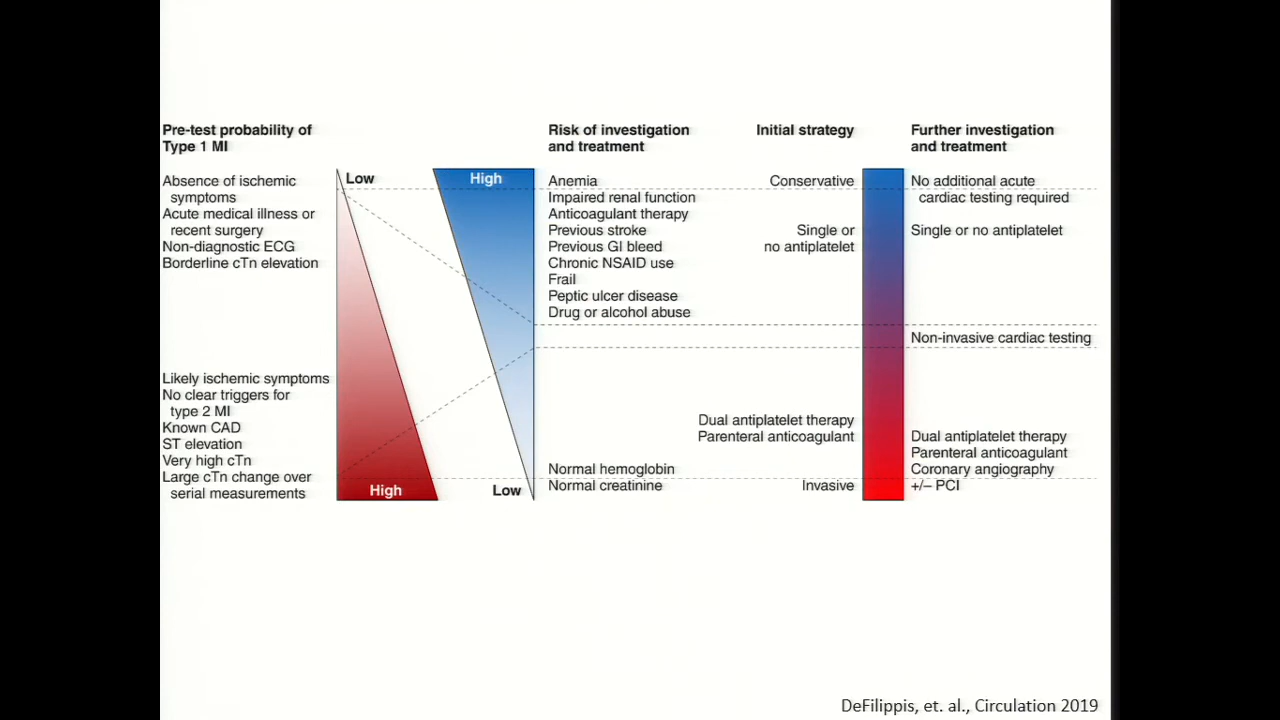 Pre-test probability of
Type 1 MI
Absence of ischemic
symptoms
Acute medical illness or
recent surgery
Non-diagnostic ECG
Borderline cTn elevation
Likely ischemic symptoms
No clear triggers for
type 2 MI
Known CAD
ST elevation
Very high cTn
Large cTn change over
serial measurements
Low
High
High
Low
Risk of investigation
and treatment
Anemia
Impaired renal function
Anticoagulant therapy
Previous stroke
Previous GI bleed
Chronic NSAID use
Frail
Peptic ulcer disease
Drug or alcohol abuse
Normal hemoglobin
Normal creatinine
Initial strategy
Conservative
Single or
no antiplatelet
Dual antiplatelet therapy
Parenteral anticoagulant
Invasive
Further investigation
and treatment
No additional acute
cardiac testing required
Single or no antiplatelet
Non-invasive cardiac testing
Dual antiplatelet therapy
Parenteral anticoagulant
Coronary angiography
+/– PCI
DeFilippis, et. al., Circulation 2019